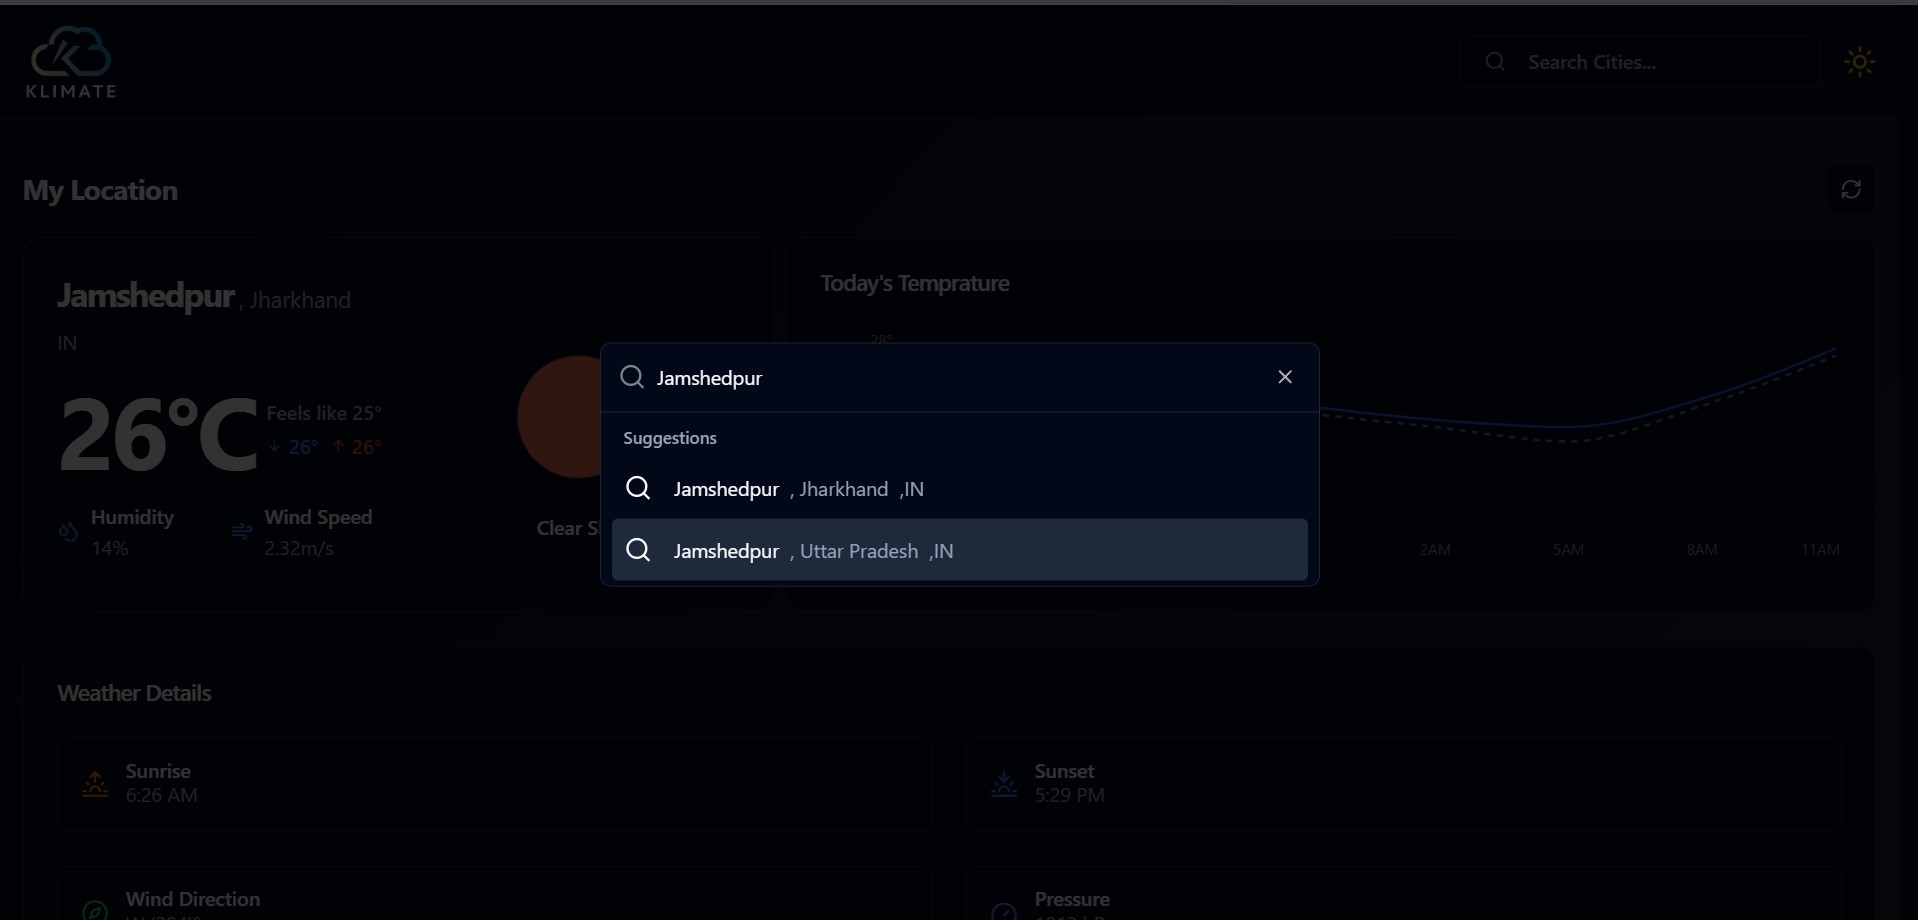 KLIMATE
Search Cities...
My Location
Jamshedpur , Jharkhand
IN
26°C
Feels like 25°
↓ 26° ↑ 26°
Humidity
14%
Wind Speed
2.32m/s
Clear
Today's Temprature
28°
2AM 5AM 8AM 11AM
Jamshedpur
Suggestions
Jamshedpur , Jharkhand ,IN
Jamshedpur , Uttar Pradesh ,IN
Weather Details
Sunrise
6:26 AM
Sunset
5:29 PM
Wind Direction
Pressure